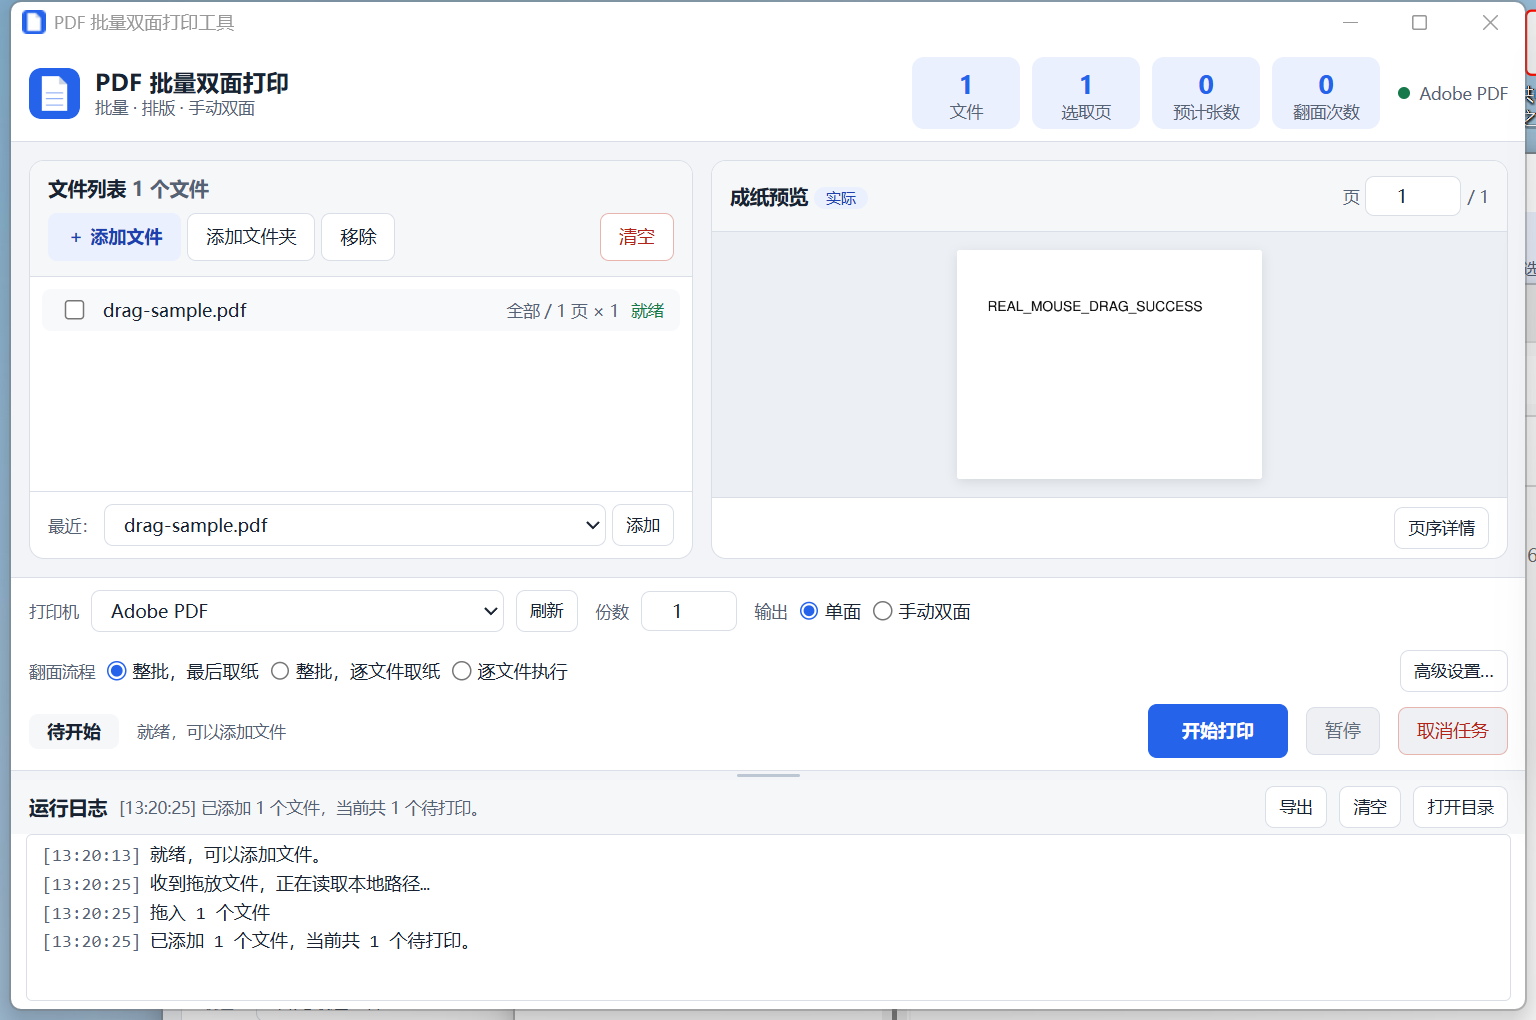 PDF 批量双面打印工具
PDF 批量双面打印
批量 · 排版 · 手动双面
1
文件
1
选取页
0
预计张数
0
翻面次数
Adobe PDF
文件列表 1 个文件
+ 添加文件
添加文件夹
移除
清空
drag-sample.pdf
全部 / 1 页 × 1 就绪
最近：
drag-sample.pdf
添加
成纸预览 实际
页 1 / 1
REAL_MOUSE_DRAG_SUCCESS
页序详情
打印机 Adobe PDF 刷新 份数 1 输出 单面 手动双面
翻面流程 整批，最后取纸 整批，逐文件取纸 逐文件执行 高级设置...
待开始 就绪，可以添加文件 开始打印 暂停 取消任务
运行日志 [13:20:25] 已添加 1 个文件，当前共 1 个待打印。 导出 清空 打开目录
[13:20:13] 就绪，可以添加文件。
[13:20:25] 收到拖放文件，正在读取本地路径…
[13:20:25] 拖入 1 个文件
[13:20:25] 已添加 1 个文件，当前共 1 个待打印。